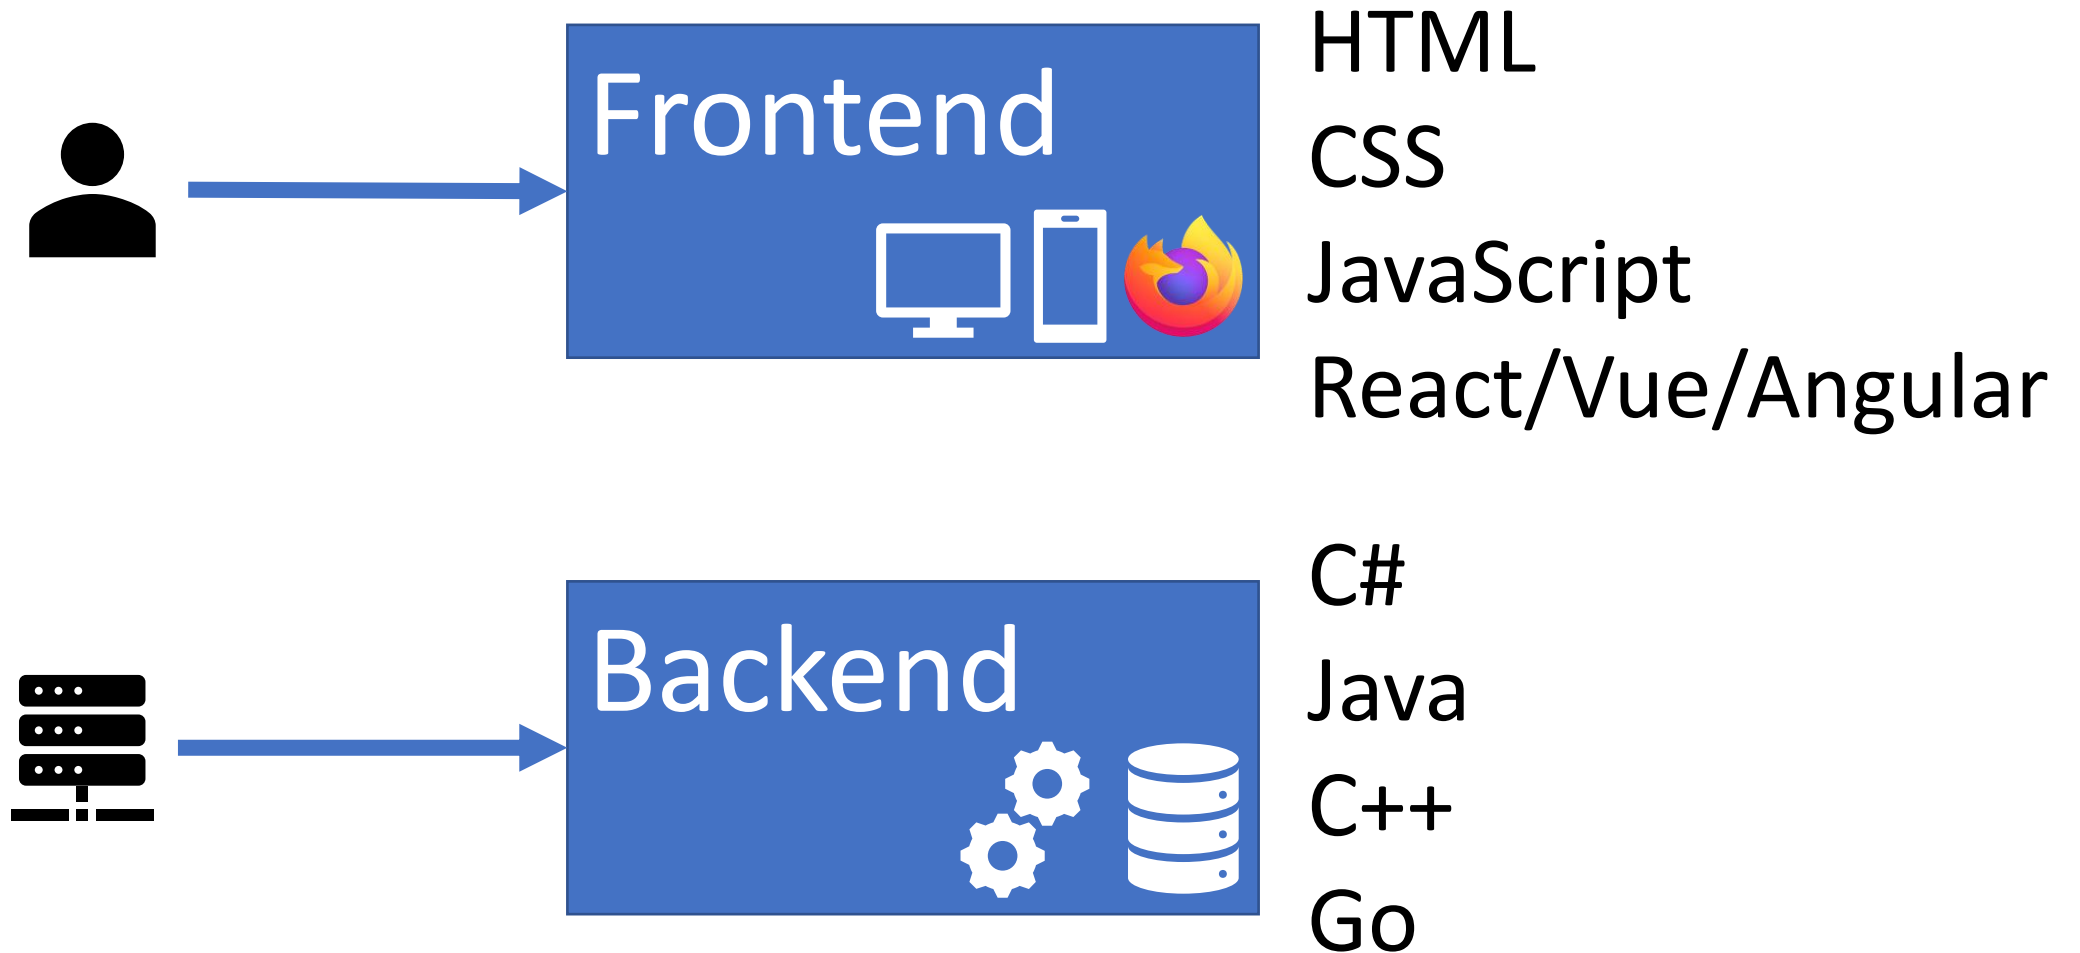 Frontend
HTML
CSS
JavaScript
React/Vue/Angular
Backend
C#
Java
C++
Go